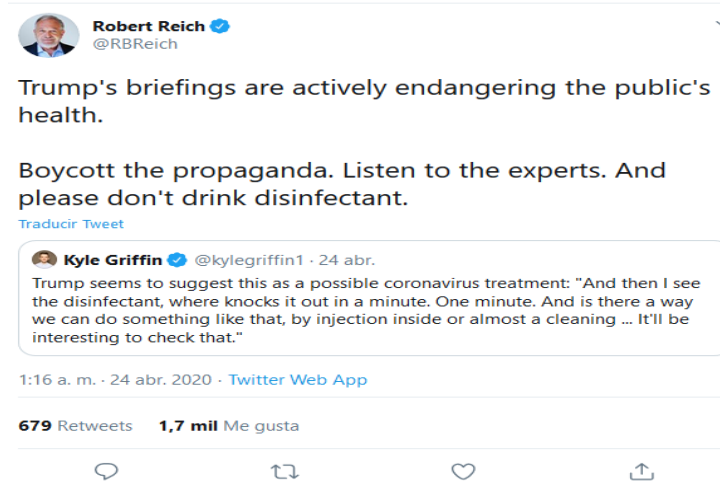 Robert Reich
@RBReich
Trump's briefings are actively endangering the public's
health.
Boycott the propaganda. Listen to the experts. And
please don't drink disinfectant.
Traducir Tweet
Kyle Griffin @kylegriffin1 · 24 abr.
Trump seems to suggest this as a possible coronavirus treatment: "And then I see
the disinfectant, where knocks it out in a minute. One minute. And is there a way
we can do something like that, by injection inside or almost a cleaning ... It'll be
interesting to check that."
1:16 a. m. · 24 abr. 2020 · Twitter Web App
679 Retweets 1,7 mil Me gusta